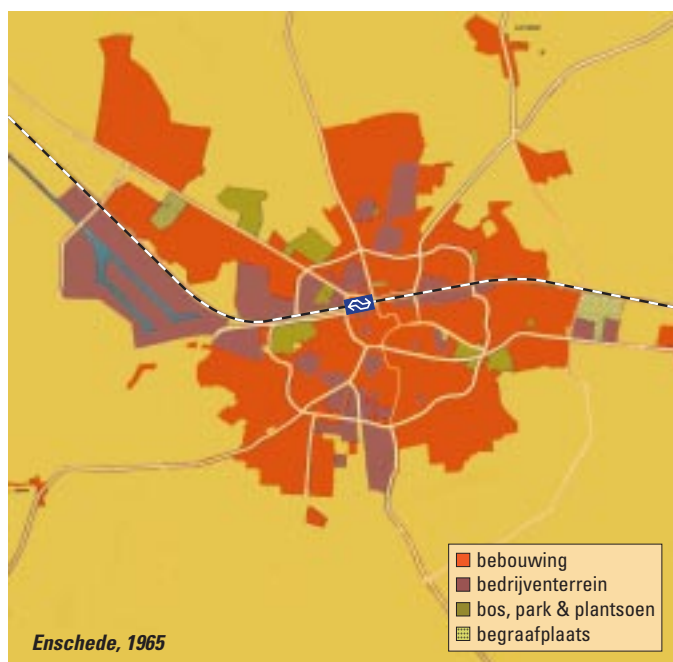 bebouwing
bedrijventerrein
bos, park & plantsoen
begraafplaats
Enschede, 1965